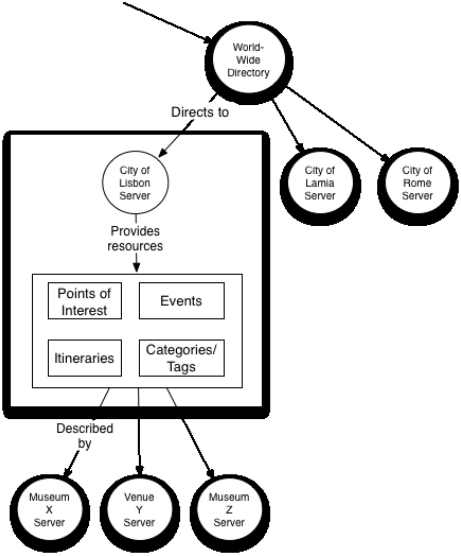 World-
Wide
Directory
Directs to
City of
Lisbon
Server
City of
Lamia
Server
City of
Rome
Server
Provides
resources
Points of
Interest
Events
Itineraries
Categories/
Tags
Described
by
Museum
X
Server
Venue
Y
Server
Museum
Z
Server